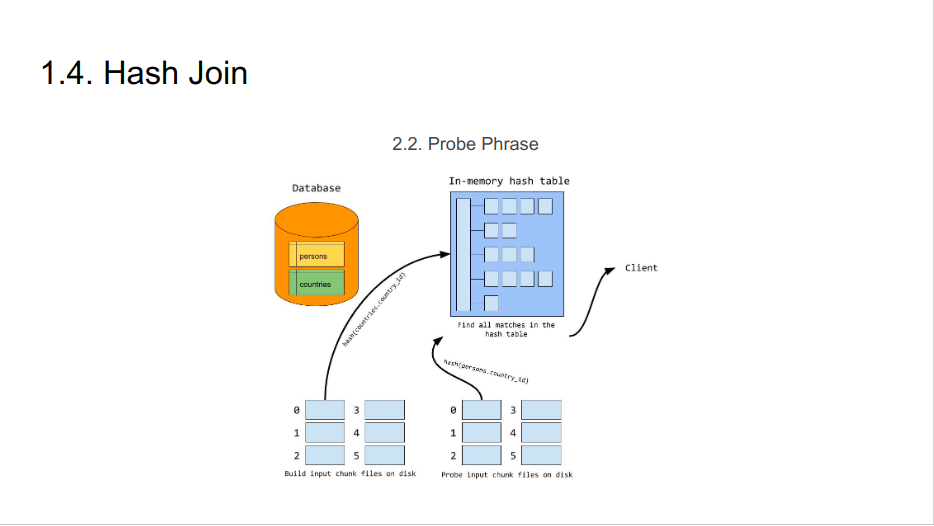 1.4. Hash Join
2.2. Probe Phrase
Database
In-memory hash table
persons
countries
hash(countries.country_id)
Client
Find all matches in the
hash table
hash(persons.country_id)
0 3
1 4
2 5
Build input chunk files on disk
0 3
1 4
2 5
Probe input chunk files on disk